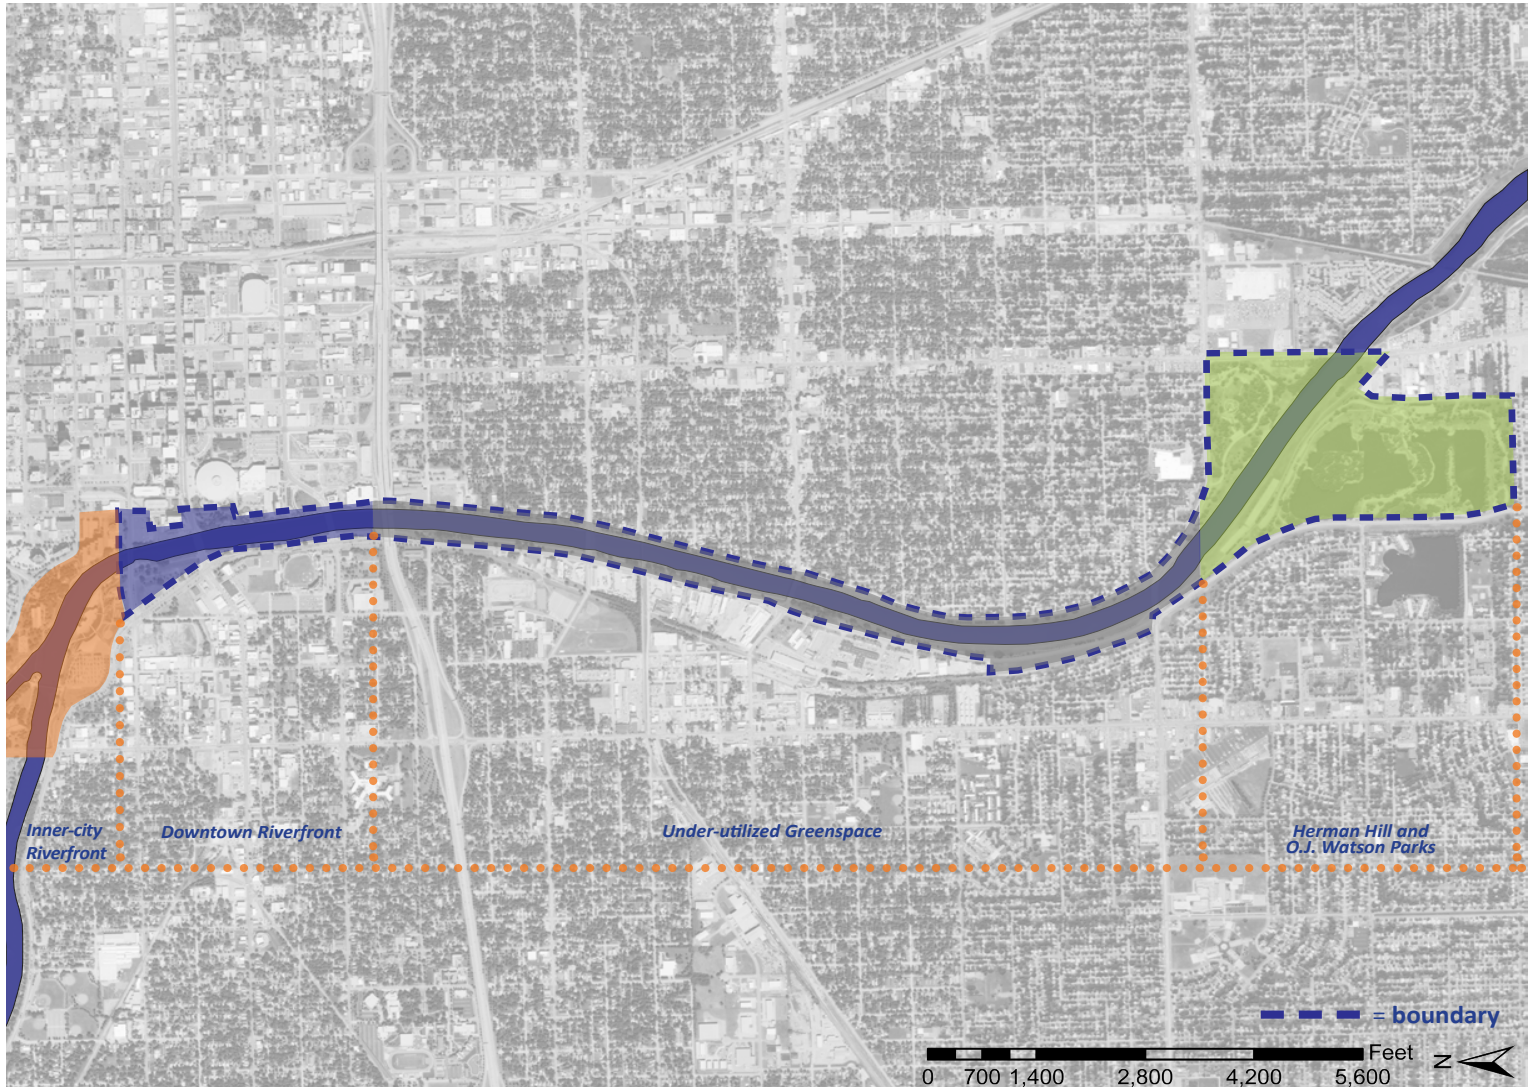 Inner-city
Riverfront
Downtown Riverfront
Under-utilized Greenspace
Herman Hill and
O.J. Watson Parks
= boundary
Feet
0 700 1,400 2,800 4,200 5,600
N